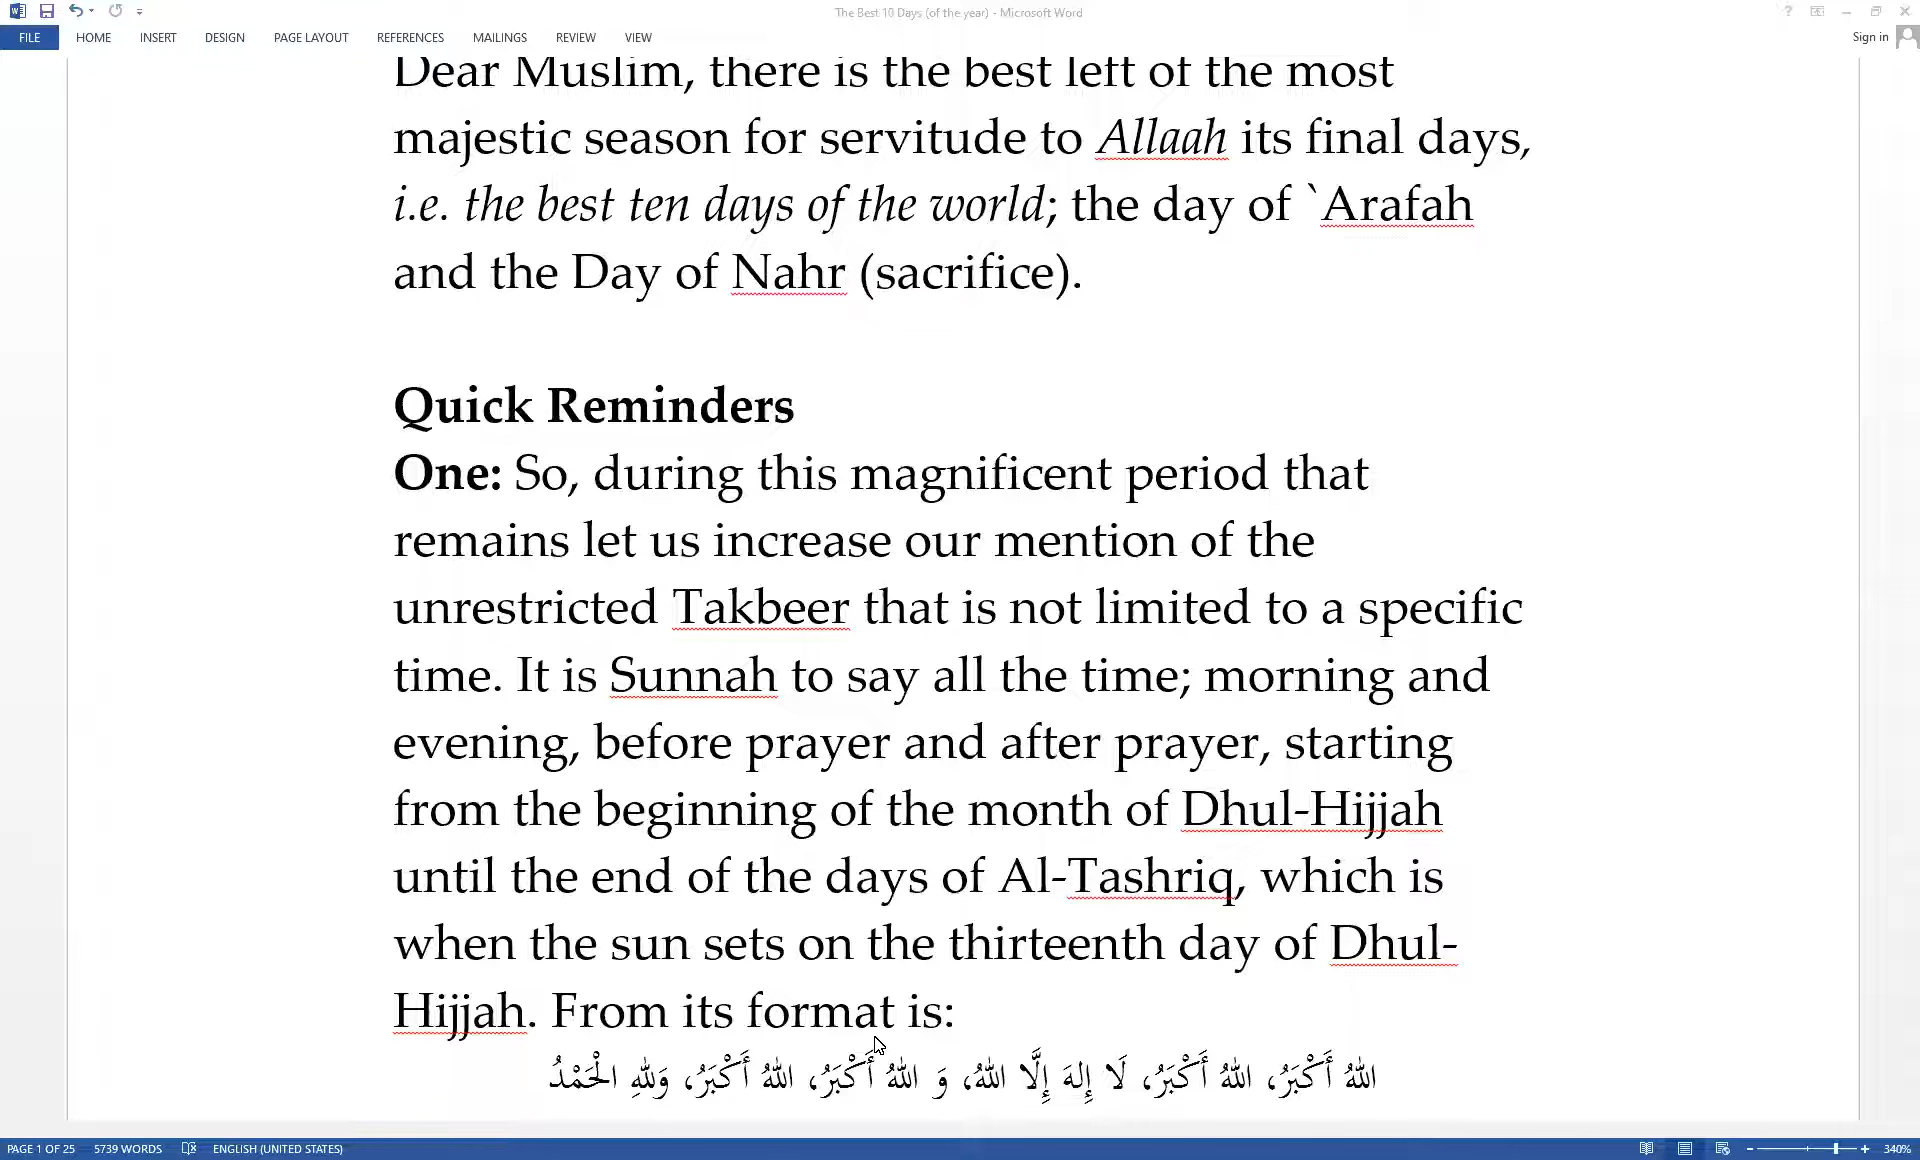 The Best 10 Days (of the year) - Microsoft Word
FILE HOME INSERT DESIGN PAGE LAYOUT REFERENCES MAILINGS REVIEW VIEW Sign in
Dear Muslim, there is the best left of the most
majestic season for servitude to Allaah its final days,
i.e. the best ten days of the world; the day of `Arafah
and the Day of Nahr (sacrifice).
Quick Reminders
One: So, during this magnificent period that
remains let us increase our mention of the
unrestricted Takbeer that is not limited to a specific
time. It is Sunnah to say all the time; morning and
evening, before prayer and after prayer, starting
from the beginning of the month of Dhul-Hijjah
until the end of the days of Al-Tashriq, which is
when the sun sets on the thirteenth day of Dhul-
Hijjah. From its format is:
اللهُ أَكْبَرُ، اللهُ أَكْبَرُ، لَا إِلهَ إِلَّا اللهُ، وَ اللهُ أَكْبَرُ، اللهُ أَكْبَرُ، وَللهِ الْحَمْدُ
PAGE 1 OF 25 5739 WORDS ENGLISH (UNITED STATES) 340%